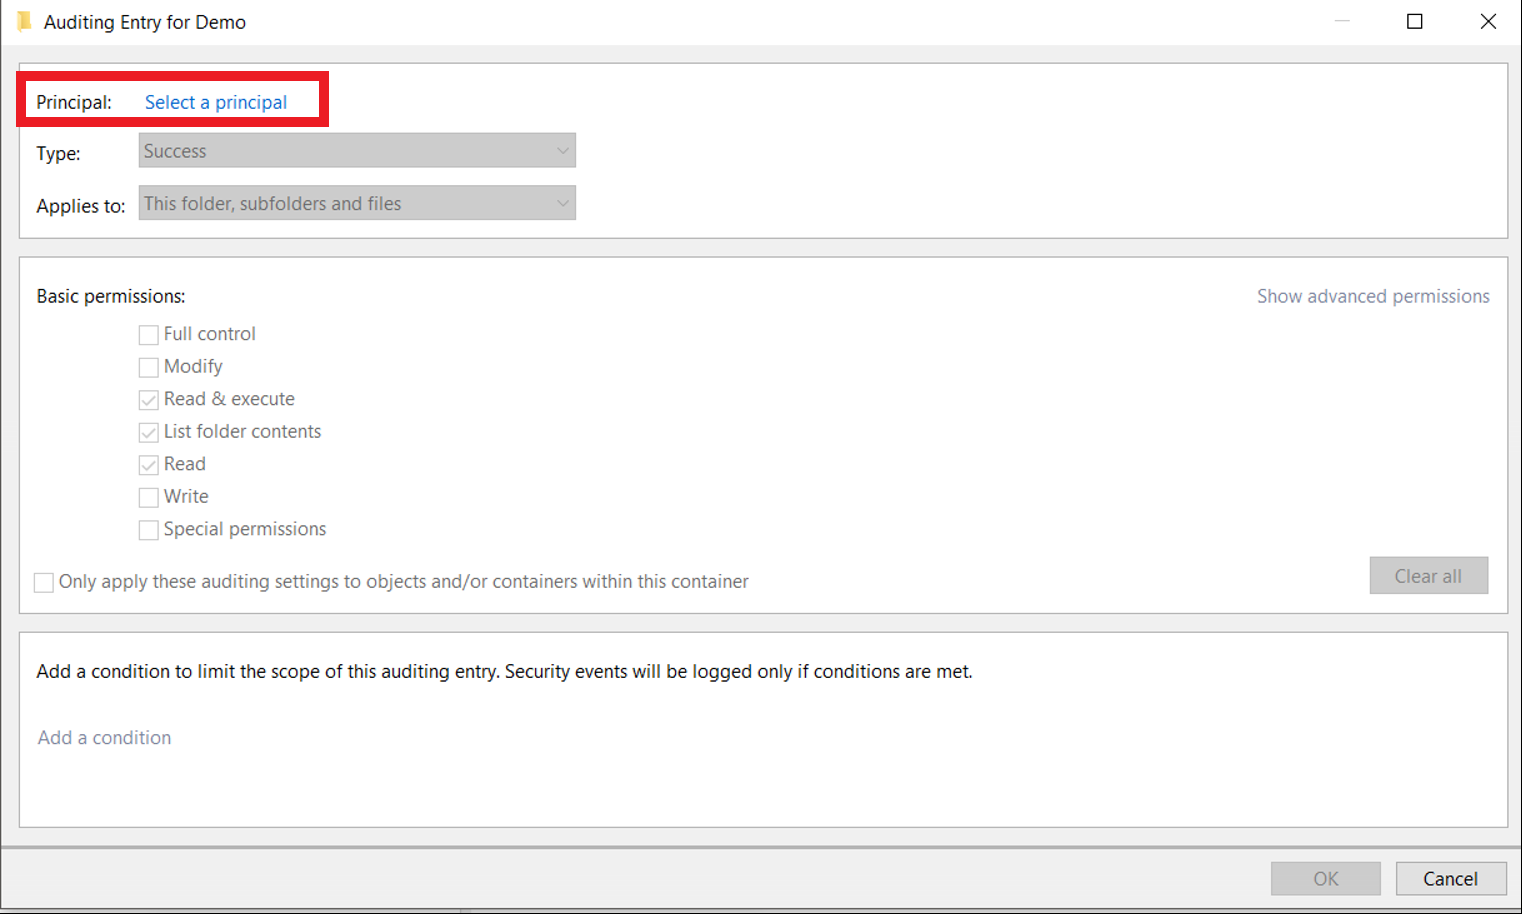 Auditing Entry for Demo
Principal: Select a principal
Type: Success
Applies to: This folder, subfolders and files
Basic permissions: Show advanced permissions
Full control
Modify
Read & execute
List folder contents
Read
Write
Special permissions
Only apply these auditing settings to objects and/or containers within this container Clear all
Add a condition to limit the scope of this auditing entry. Security events will be logged only if conditions are met.
Add a condition
OK Cancel